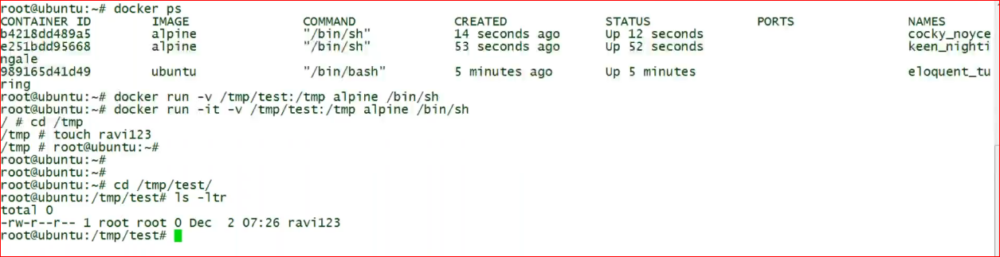 root@ubuntu:~# docker ps
CONTAINER ID        IMAGE               COMMAND             CREATED             STATUS              PORTS               NAMES
b4218dd489a5        alpine              "/bin/sh"           14 seconds ago      Up 12 seconds                           cocky_noyce
e251bdd95668        alpine              "/bin/sh"           53 seconds ago      Up 52 seconds                           keen_nighti
ngale
989165d41d49        ubuntu              "/bin/bash"         5 minutes ago       Up 5 minutes                            eloquent_tu
ring
root@ubuntu:~# docker run -v /tmp/test:/tmp alpine /bin/sh
root@ubuntu:~# docker run -it -v /tmp/test:/tmp alpine /bin/sh
/ # cd /tmp
/tmp # touch ravi123
/tmp # root@ubuntu:~#
root@ubuntu:~#
root@ubuntu:~#
root@ubuntu:~# cd /tmp/test/
root@ubuntu:/tmp/test# ls -ltr
total 0
-rw-r--r-- 1 root root 0 Dec  2 07:26 ravi123
root@ubuntu:/tmp/test#